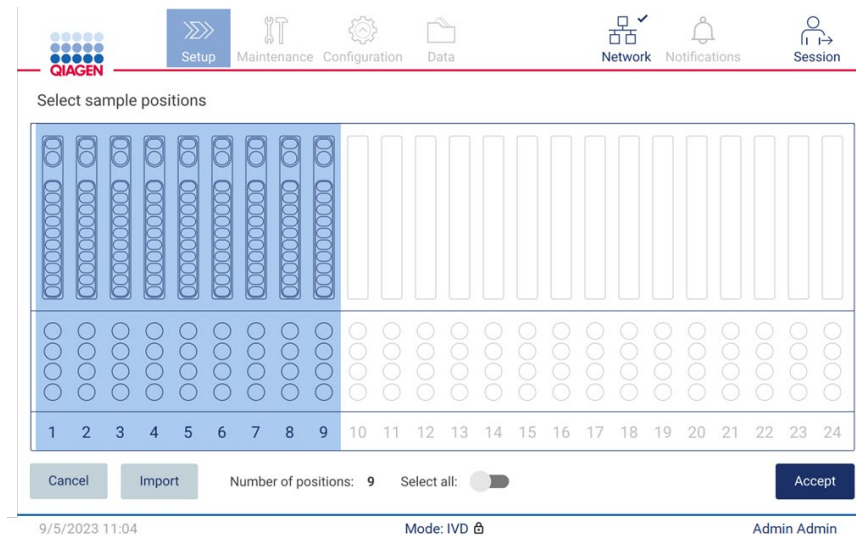 QIAGEN
Setup Maintenance Configuration Data Network Notifications Session
Select sample positions
1 2 3 4 5 6 7 8 9 10 11 12 13 14 15 16 17 18 19 20 21 22 23 24
Cancel Import Number of positions: 9 Select all: Accept
9/5/2023 11:04 Mode: IVD Admin Admin